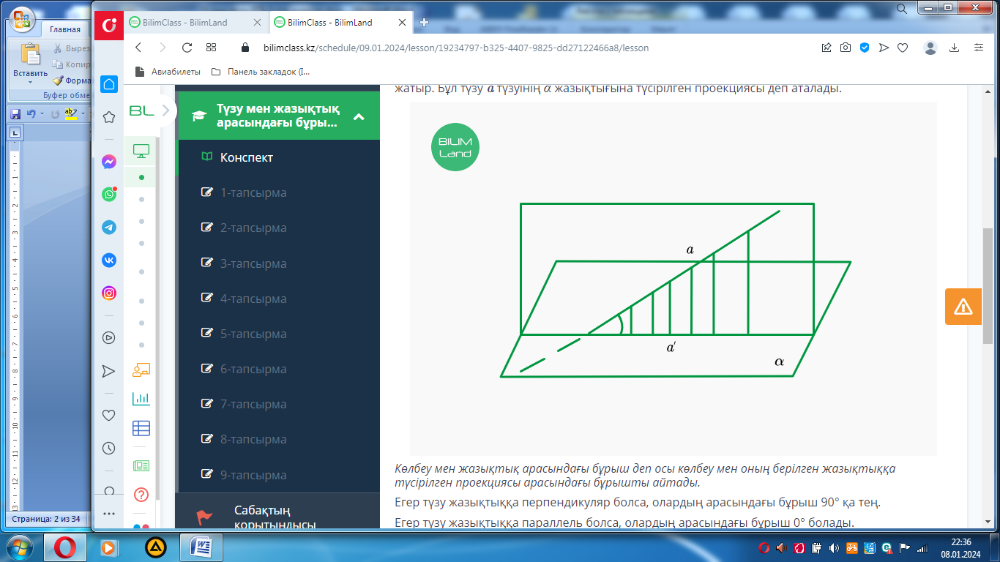 Главная
Вставить
Выреза
Копир
Форма
Буфер обме
BilimClass - BilimLand
BilimClass - BilimLand
bilimclass.kz/schedule/09.01.2024/lesson/19234797-b325-4407-9825-dd27122466a8/lesson
Авиабилеты
Панель закладок (І...
BL
Түзу мен жазықтық
арасындағы бұры...
Конспект
1-тапсырма
2-тапсырма
3-тапсырма
4-тапсырма
5-тапсырма
6-тапсырма
7-тапсырма
8-тапсырма
9-тапсырма
Сабақтың
қорытындысы
жатыр. Бұл түзу a түзуінің α жазықтығына түсірілген проекциясы деп аталады.
BILIM
Land
a
a′
α
Көлбеу мен жазықтық арасындағы бұрыш деп осы көлбеу мен оның берілген жазықтыққа
түсірілген проекциясы арасындағы бұрышты айтады.
Егер түзу жазықтыққа перпендикуляр болса, олардың арасындағы бұрыш 90° қа тең.
Егер түзу жазықтыққа параллель болса, олардың арасындағы бұрыш 0° болады.
Страница: 2 из 34
22:36
08.01.2024